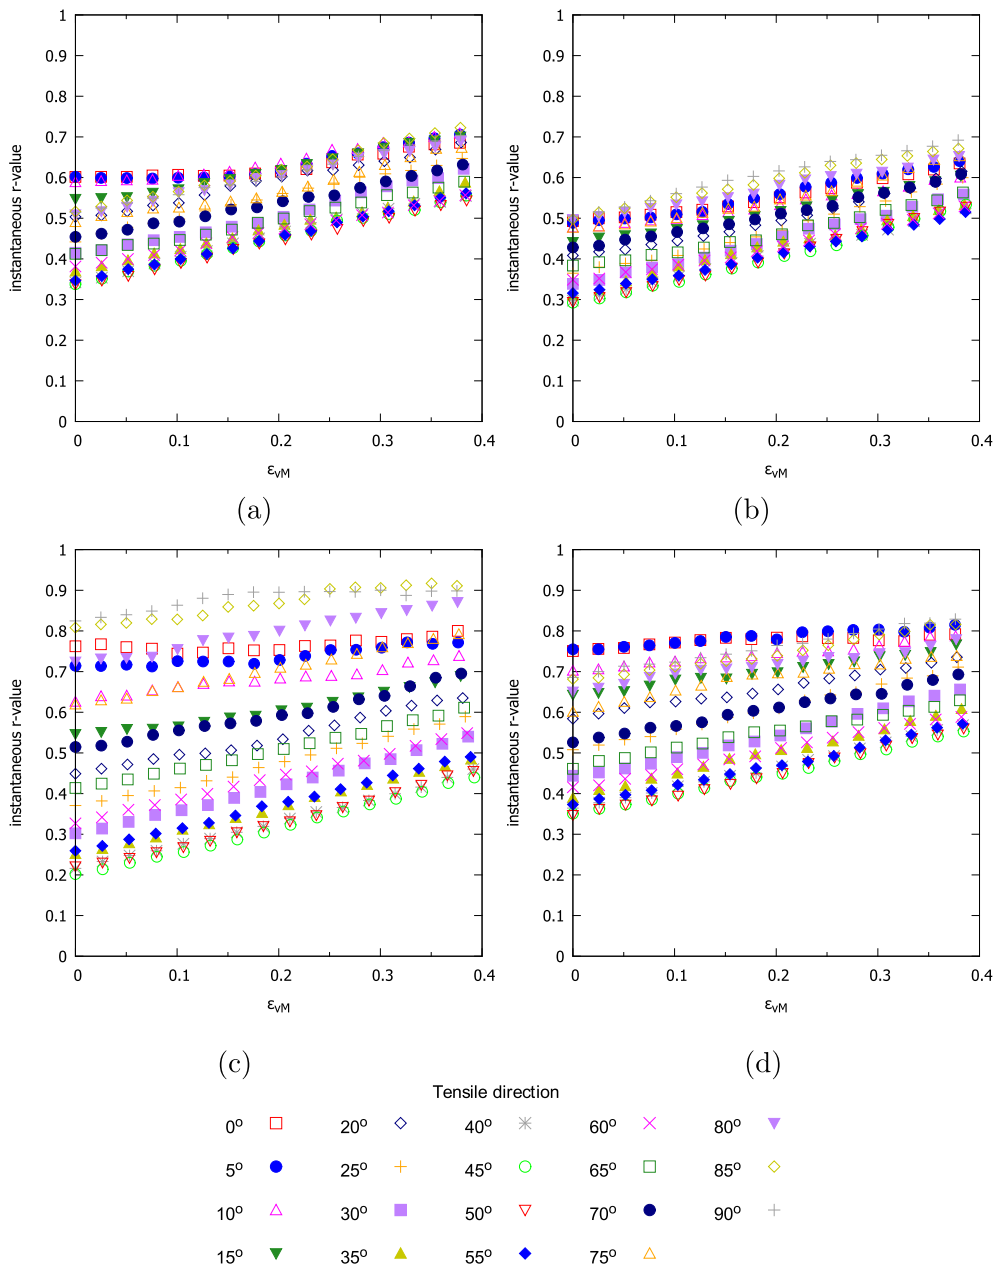 1
0.9
0.8
0.7
0.6
0.5
0.4
0.3
0.2
0.1
0
instantaneous r-value
0 0.1 0.2 0.3 0.4
εvM
(a)
1
0.9
0.8
0.7
0.6
0.5
0.4
0.3
0.2
0.1
0
instantaneous r-value
0 0.1 0.2 0.3 0.4
εvM
(b)
1
0.9
0.8
0.7
0.6
0.5
0.4
0.3
0.2
0.1
0
instantaneous r-value
0 0.1 0.2 0.3 0.4
εvM
(c)
1
0.9
0.8
0.7
0.6
0.5
0.4
0.3
0.2
0.1
0
instantaneous r-value
0 0.1 0.2 0.3 0.4
εvM
(d)
Tensile direction
0º 20º 40º 60º 80º
5º 25º 45º 65º 85º
10º 30º 50º 70º 90º
15º 35º 55º 75º